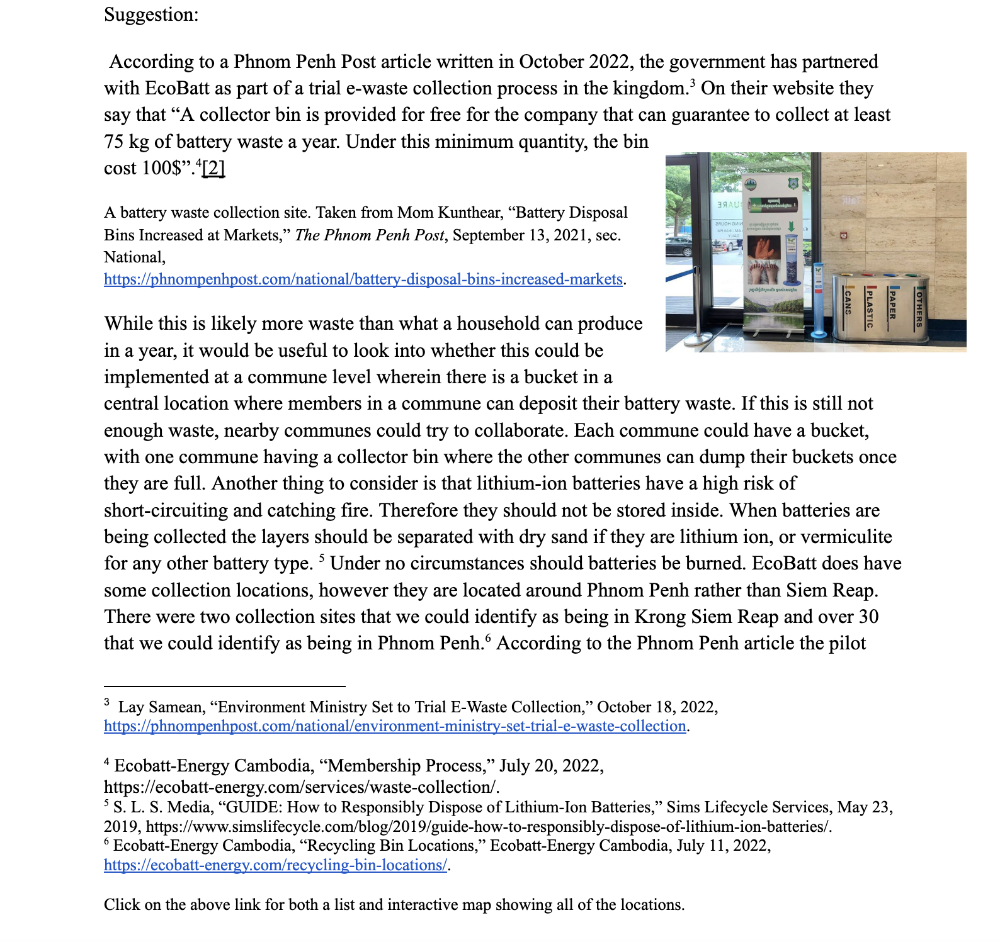 Suggestion:
According to a Phnom Penh Post article written in October 2022, the government has partnered
with EcoBatt as part of a trial e-waste collection process in the kingdom.3 On their website they
say that “A collector bin is provided for free for the company that can guarantee to collect at least
75 kg of battery waste a year. Under this minimum quantity, the bin
cost 100$”.4[2]
A battery waste collection site. Taken from Mom Kunthear, “Battery Disposal
Bins Increased at Markets,” The Phnom Penh Post, September 13, 2021, sec.
National,
https://phnompenhpost.com/national/battery-disposal-bins-increased-markets.
CANS
PLASTIC
PAPER
OTHERS
While this is likely more waste than what a household can produce
in a year, it would be useful to look into whether this could be
implemented at a commune level wherein there is a bucket in a
central location where members in a commune can deposit their battery waste. If this is still not
enough waste, nearby communes could try to collaborate. Each commune could have a bucket,
with one commune having a collector bin where the other communes can dump their buckets once
they are full. Another thing to consider is that lithium-ion batteries have a high risk of
short-circuiting and catching fire. Therefore they should not be stored inside. When batteries are
being collected the layers should be separated with dry sand if they are lithium ion, or vermiculite
for any other battery type. 5 Under no circumstances should batteries be burned. EcoBatt does have
some collection locations, however they are located around Phnom Penh rather than Siem Reap.
There were two collection sites that we could identify as being in Krong Siem Reap and over 30
that we could identify as being in Phnom Penh.6 According to the Phnom Penh article the pilot
3 Lay Samean, “Environment Ministry Set to Trial E-Waste Collection,” October 18, 2022,
https://phnompenhpost.com/national/environment-ministry-set-trial-e-waste-collection.
4 Ecobatt-Energy Cambodia, “Membership Process,” July 20, 2022,
https://ecobatt-energy.com/services/waste-collection/.
5 S. L. S. Media, “GUIDE: How to Responsibly Dispose of Lithium-Ion Batteries,” Sims Lifecycle Services, May 23,
2019, https://www.simslifecycle.com/blog/2019/guide-how-to-responsibly-dispose-of-lithium-ion-batteries/.
6 Ecobatt-Energy Cambodia, “Recycling Bin Locations,” Ecobatt-Energy Cambodia, July 11, 2022,
https://ecobatt-energy.com/recycling-bin-locations/.
Click on the above link for both a list and interactive map showing all of the locations.